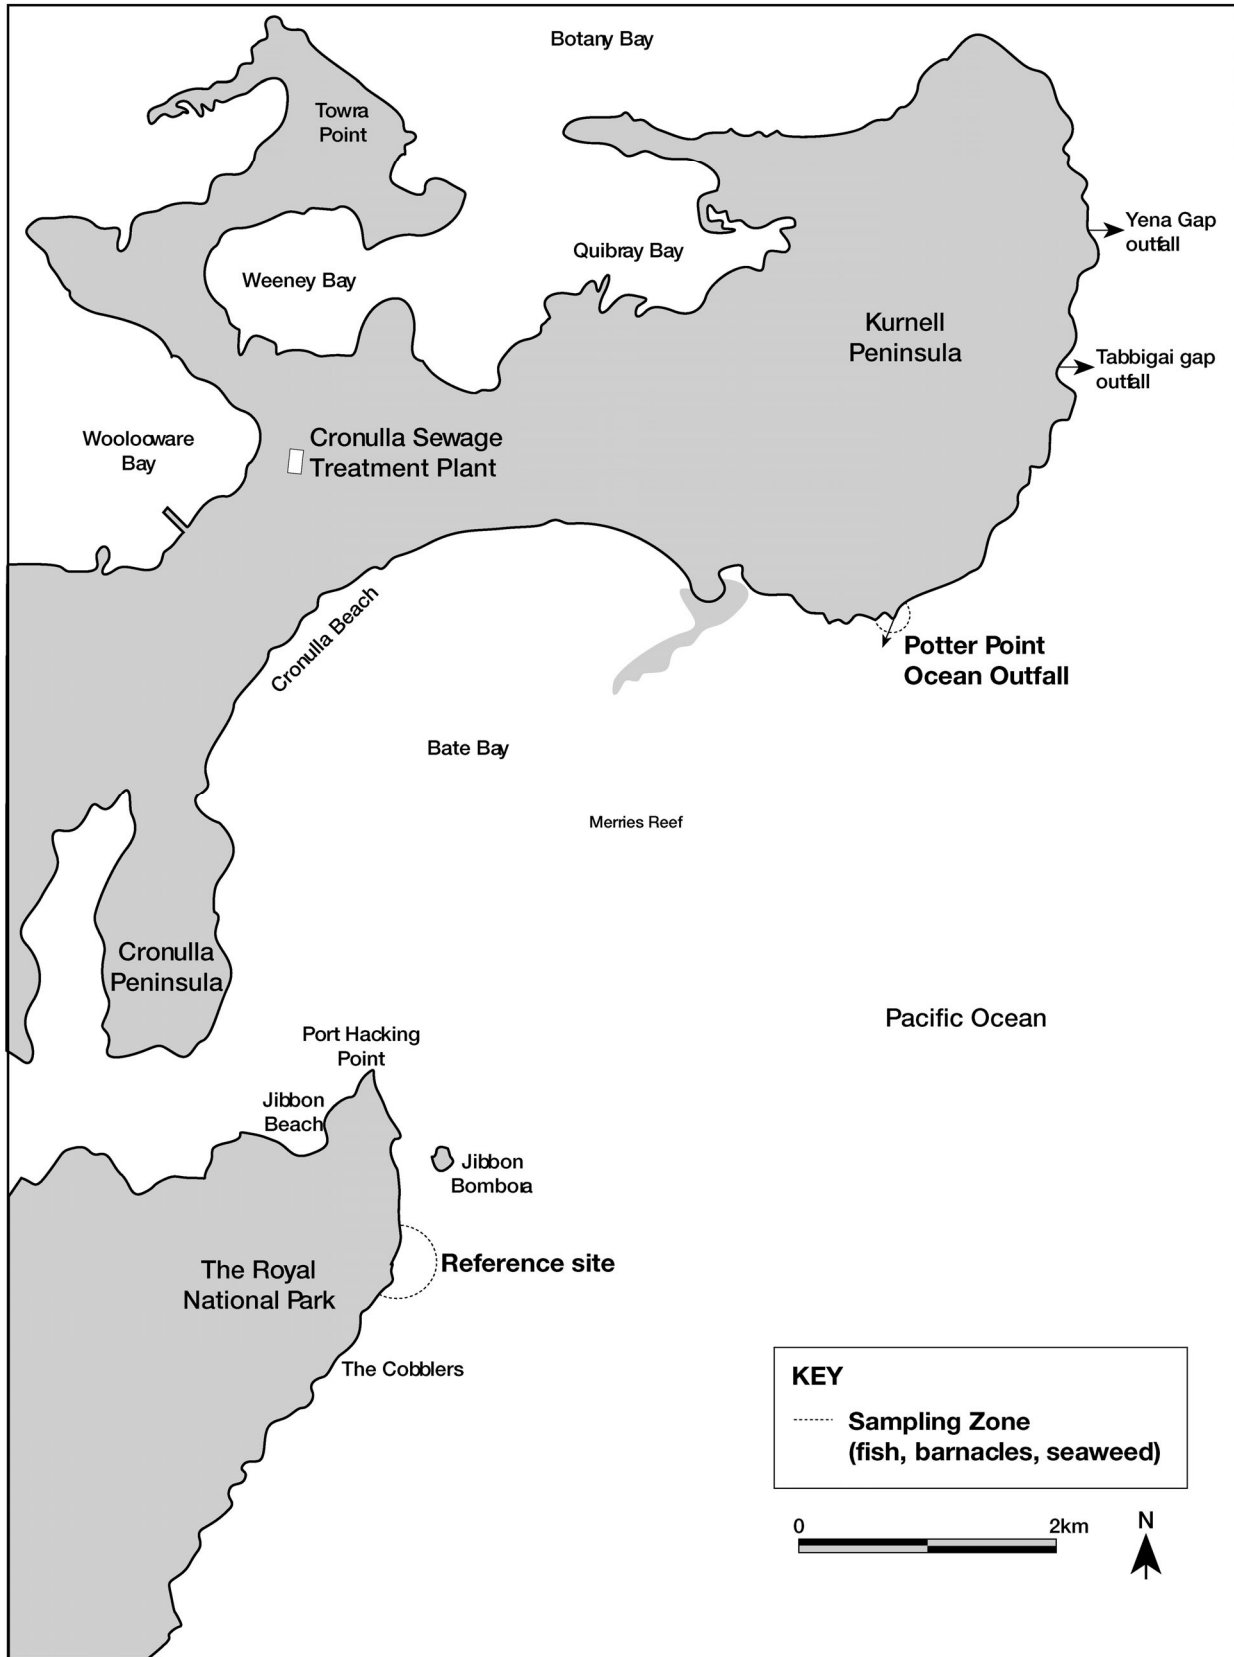 Botany Bay
Towra
Point
Yena Gap
outfall
Quibray Bay
Weeney Bay
Kurnell
Peninsula
Tabbigai gap
outfall
Woolooware
Bay
Cronulla Sewage
Treatment Plant
Cronulla Beach
Potter Point
Ocean Outfall
Bate Bay
Merries Reef
Cronulla
Peninsula
Pacific Ocean
Port Hacking
Point
Jibbon
Beach
Jibbon
Bombora
Reference site
The Royal
National Park
The Cobblers
KEY
Sampling Zone
(fish, barnacles, seaweed)
0 2km
N